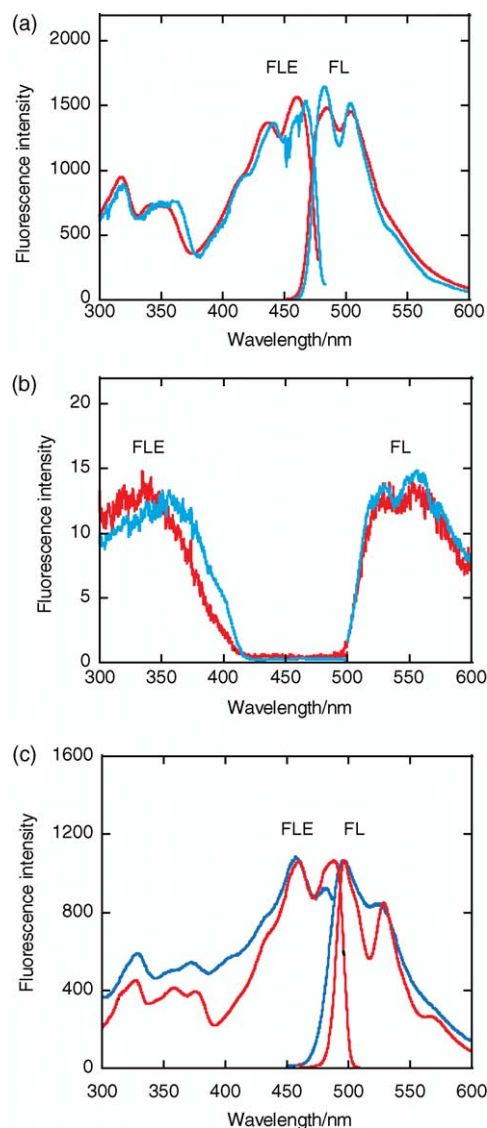 (a)
2000
1500
1000
500
0
Fluorescence intensity
FLE
FL
300 350 400 450 500 550 600
Wavelength/nm
(b)
20
15
10
5
0
Fluorescence intensity
FLE
FL
300 350 400 450 500 550 600
Wavelength/nm
(c)
1600
1200
800
400
0
Fluorescence intensity
FLE
FL
300 350 400 450 500 550 600
Wavelength/nm